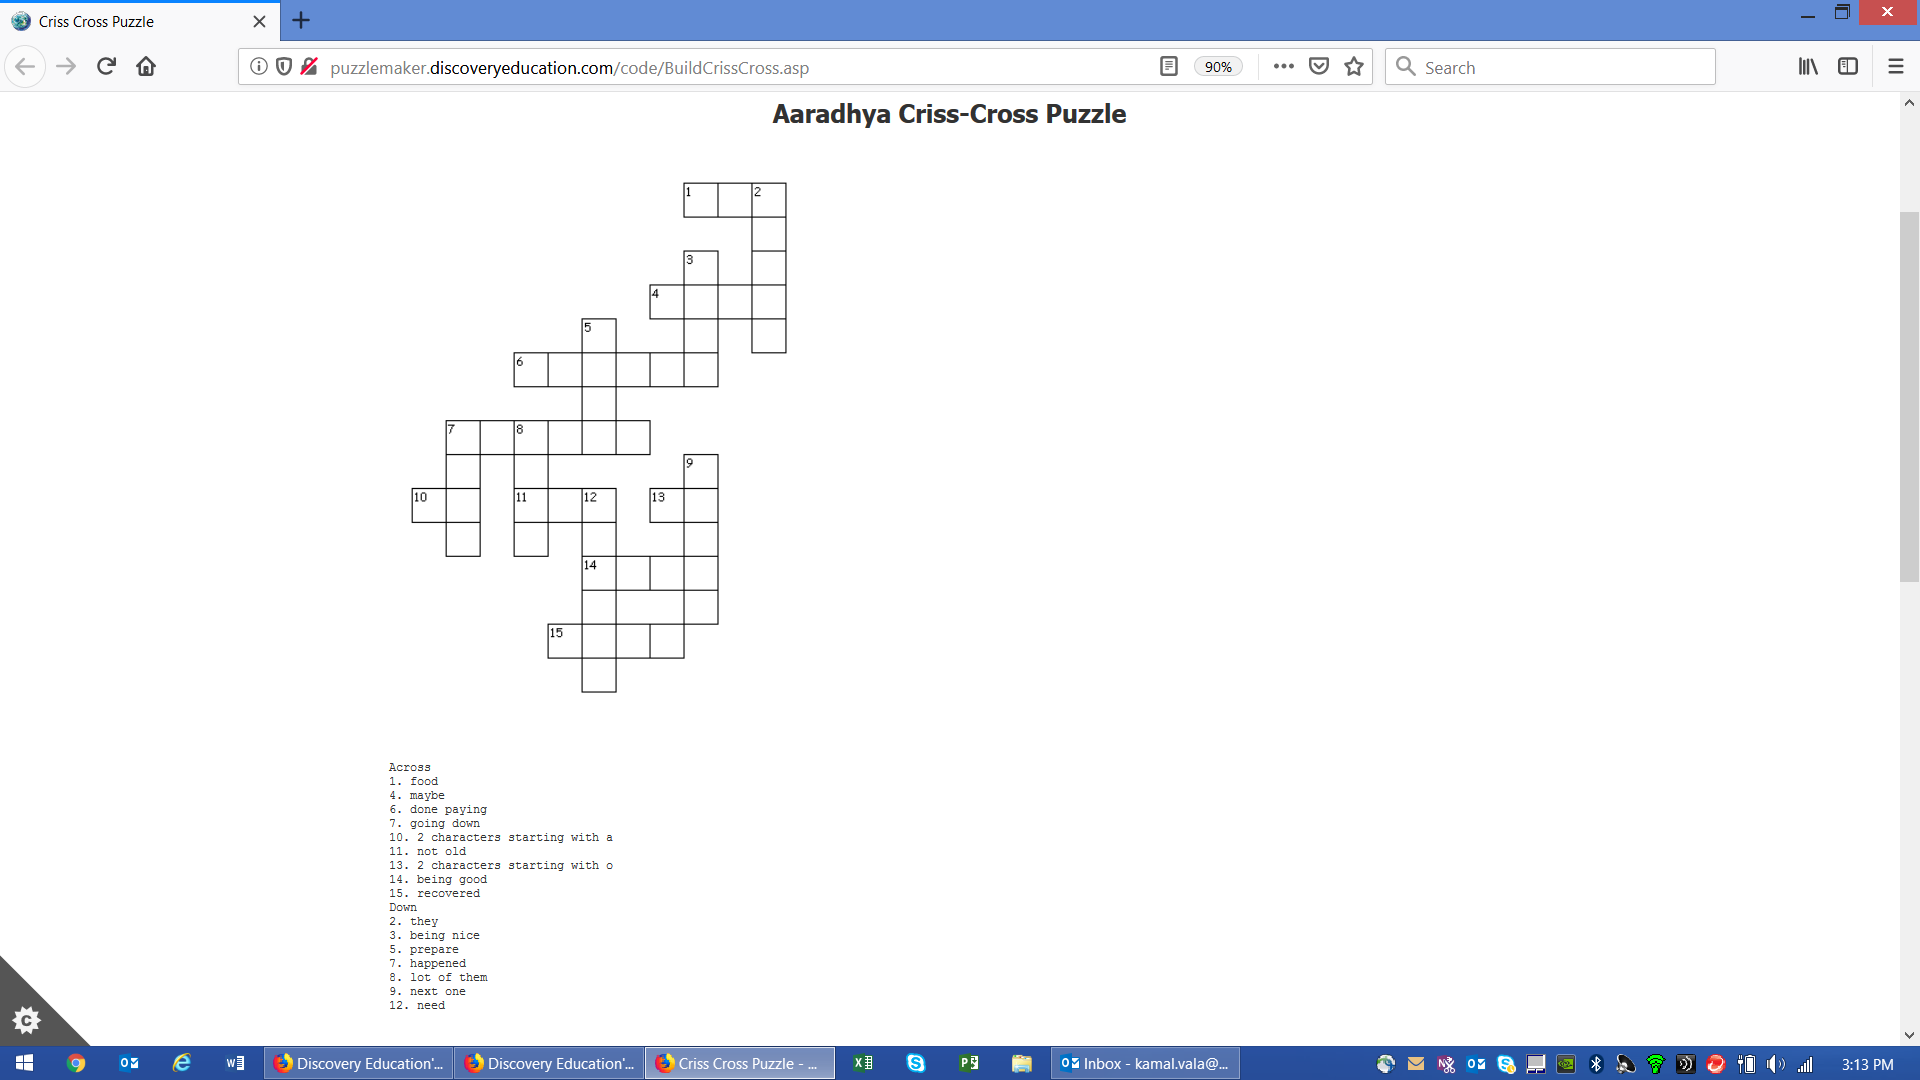 Criss Cross Puzzle
puzzlemaker.discoveryeducation.com/code/BuildCrissCross.asp
90%
Search
Aaradhya Criss-Cross Puzzle
1 2
3
4
5
6
7 8
9
10 11 12 13
14
15
Across
1. food
4. maybe
6. done paying
7. going down
10. 2 characters starting with a
11. not old
13. 2 characters starting with o
14. being good
15. recovered
Down
2. they
3. being nice
5. prepare
7. happened
8. lot of them
9. next one
12. need
Discovery Education'... Discovery Education'... Criss Cross Puzzle - ... Inbox - kamal.vala@... 3:13 PM